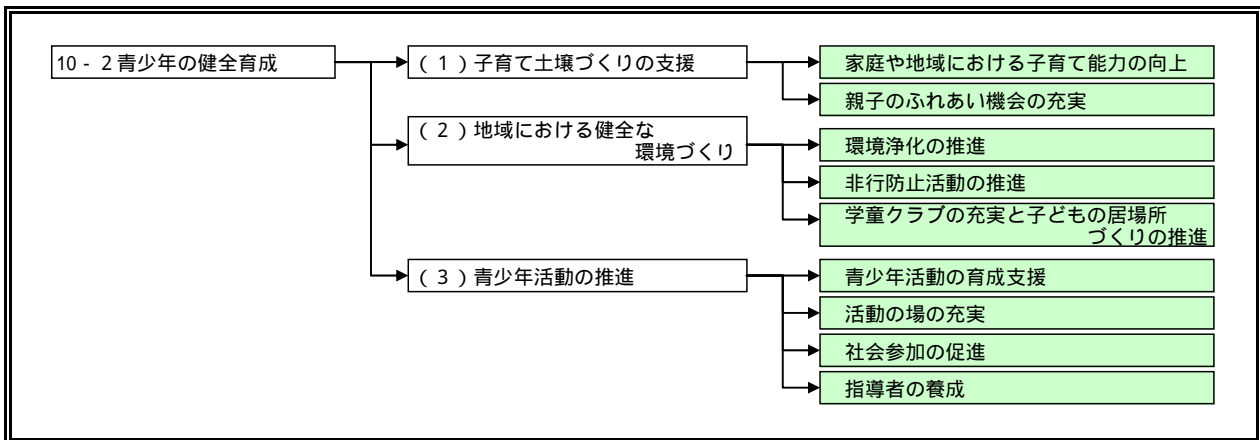 10 - 2 青少年の健全育成
(1)子育て土壌づくりの支援
家庭や地域における子育て能力の向上
親子のふれあい機会の充実
(2)地域における健全な
環境づくり
環境浄化の推進
非行防止活動の推進
学童クラブの充実と子どもの居場所
づくりの推進
(3)青少年活動の推進
青少年活動の育成支援
活動の場の充実
社会参加の促進
指導者の養成